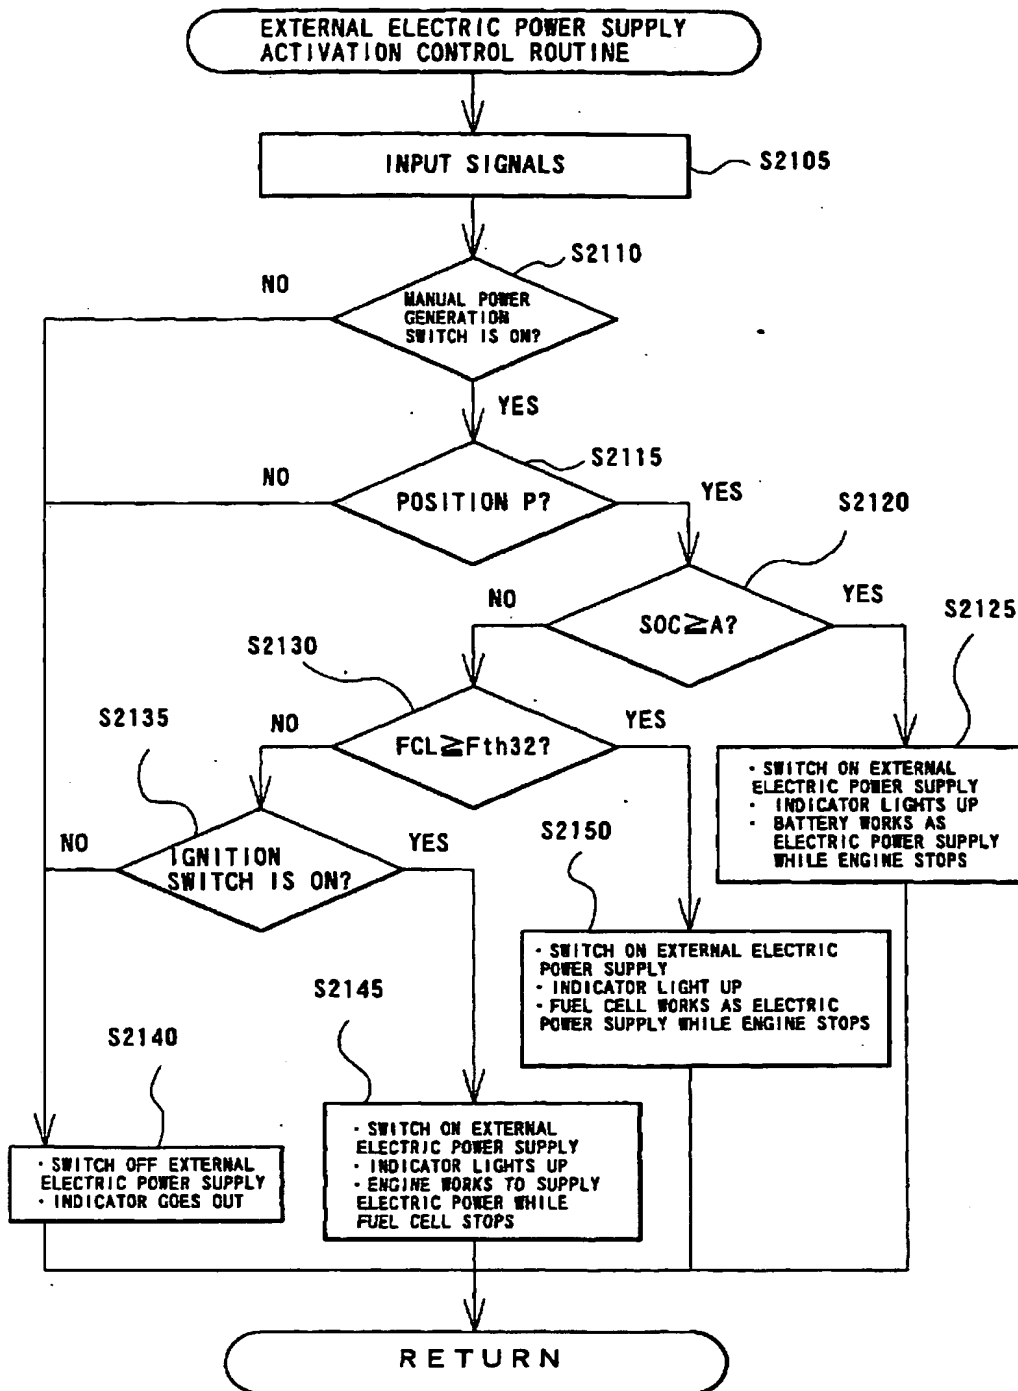 EXTERNAL ELECTRIC POWER SUPPLY
ACTIVATION CONTROL ROUTINE
INPUT SIGNALS
S2105
S2110
NO
MANUAL POWER
GENERATION
SWITCH IS ON?
YES
S2115
NO
POSITION P?
YES
S2120
NO
SOC≧A?
YES
S2125
S2130
S2135
NO
FCL≧Fth32?
YES
· SWITCH ON EXTERNAL
ELECTRIC POWER SUPPLY
· INDICATOR LIGHTS UP
· BATTERY WORKS AS
ELECTRIC POWER SUPPLY
WHILE ENGINE STOPS
S2150
NO
IGNITION
SWITCH IS ON?
YES
· SWITCH ON EXTERNAL ELECTRIC
POWER SUPPLY
· INDICATOR LIGHT UP
· FUEL CELL WORKS AS ELECTRIC
POWER SUPPLY WHILE ENGINE STOPS
S2145
S2140
· SWITCH ON EXTERNAL
ELECTRIC POWER SUPPLY
· INDICATOR LIGHTS UP
· ENGINE WORKS TO SUPPLY
ELECTRIC POWER WHILE
FUEL CELL STOPS
· SWITCH OFF EXTERNAL
ELECTRIC POWER SUPPLY
· INDICATOR GOES OUT
RETURN